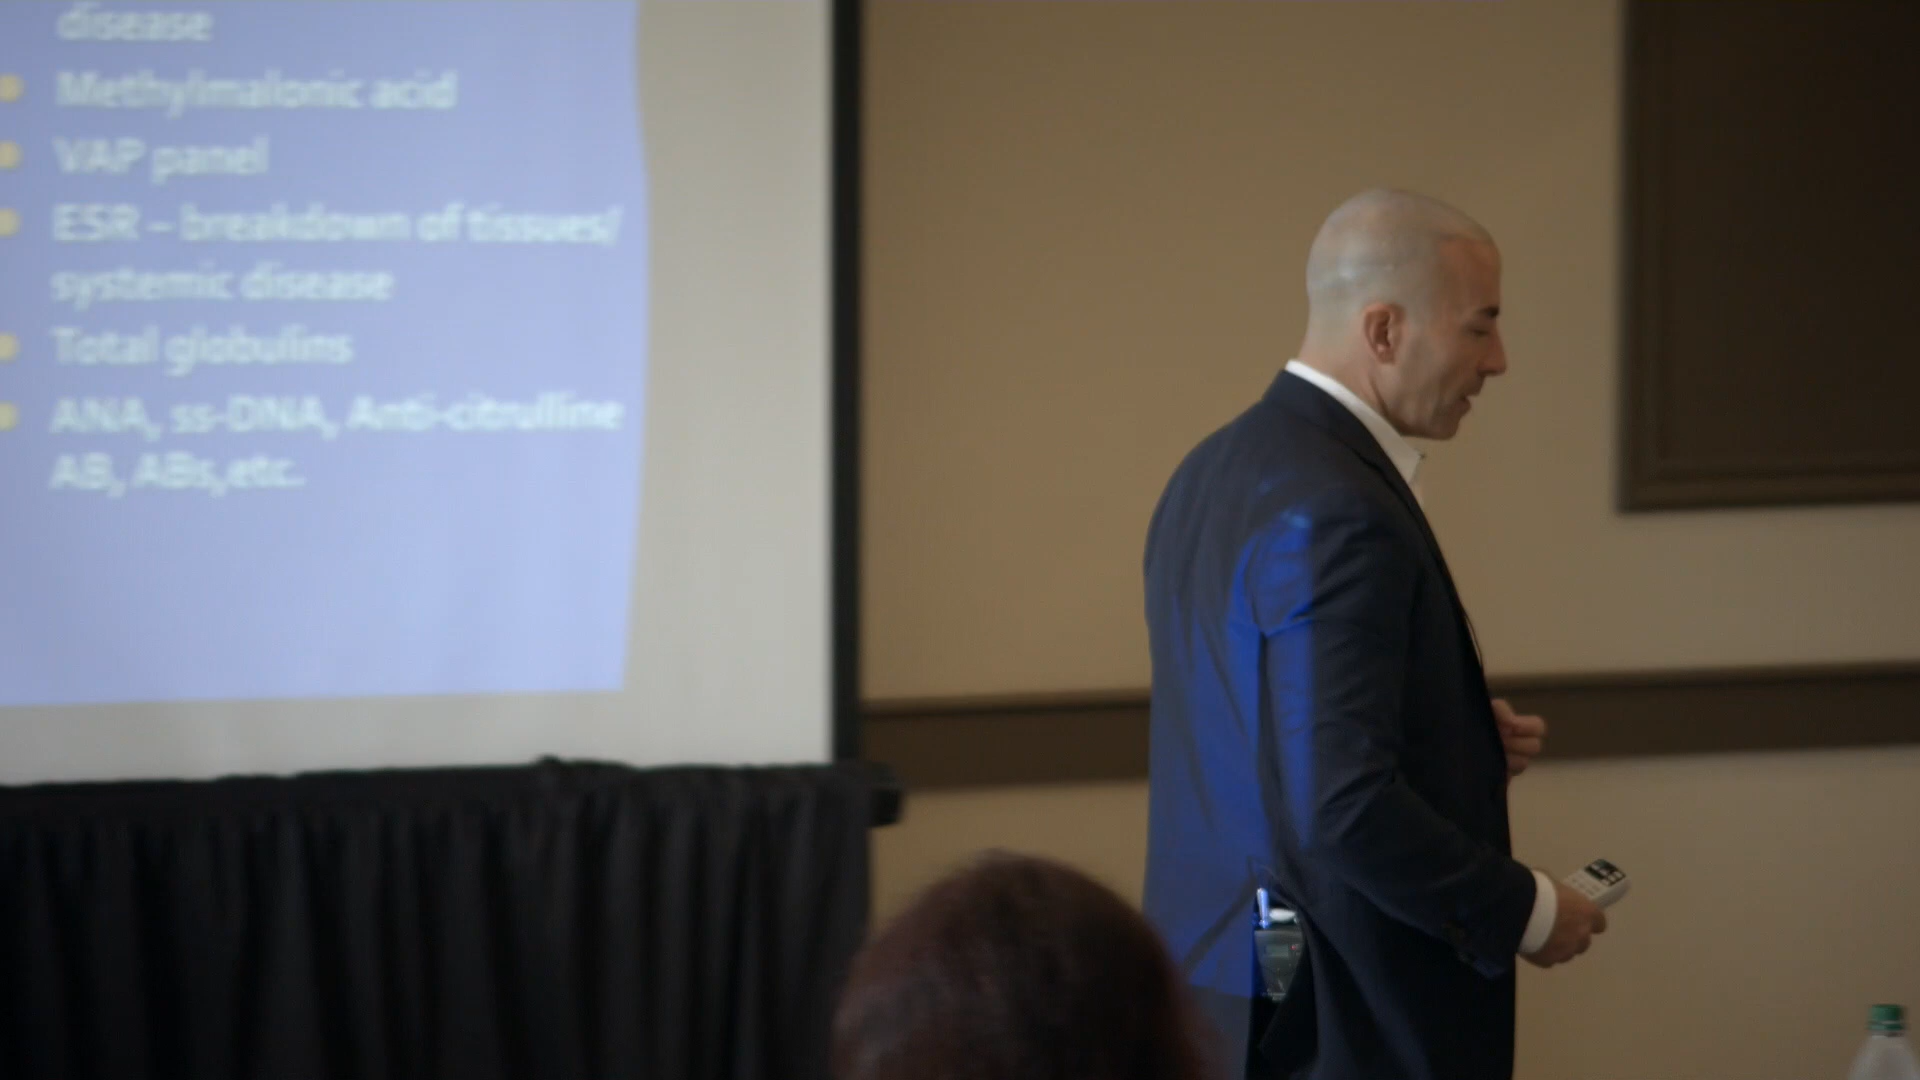 disease
Methylmalonic acid
VAP panel
ESR – breakdown of tissues/
systemic disease
Total globulins
ANA, ss-DNA, Anti-citrulline
AB, ABs,etc.